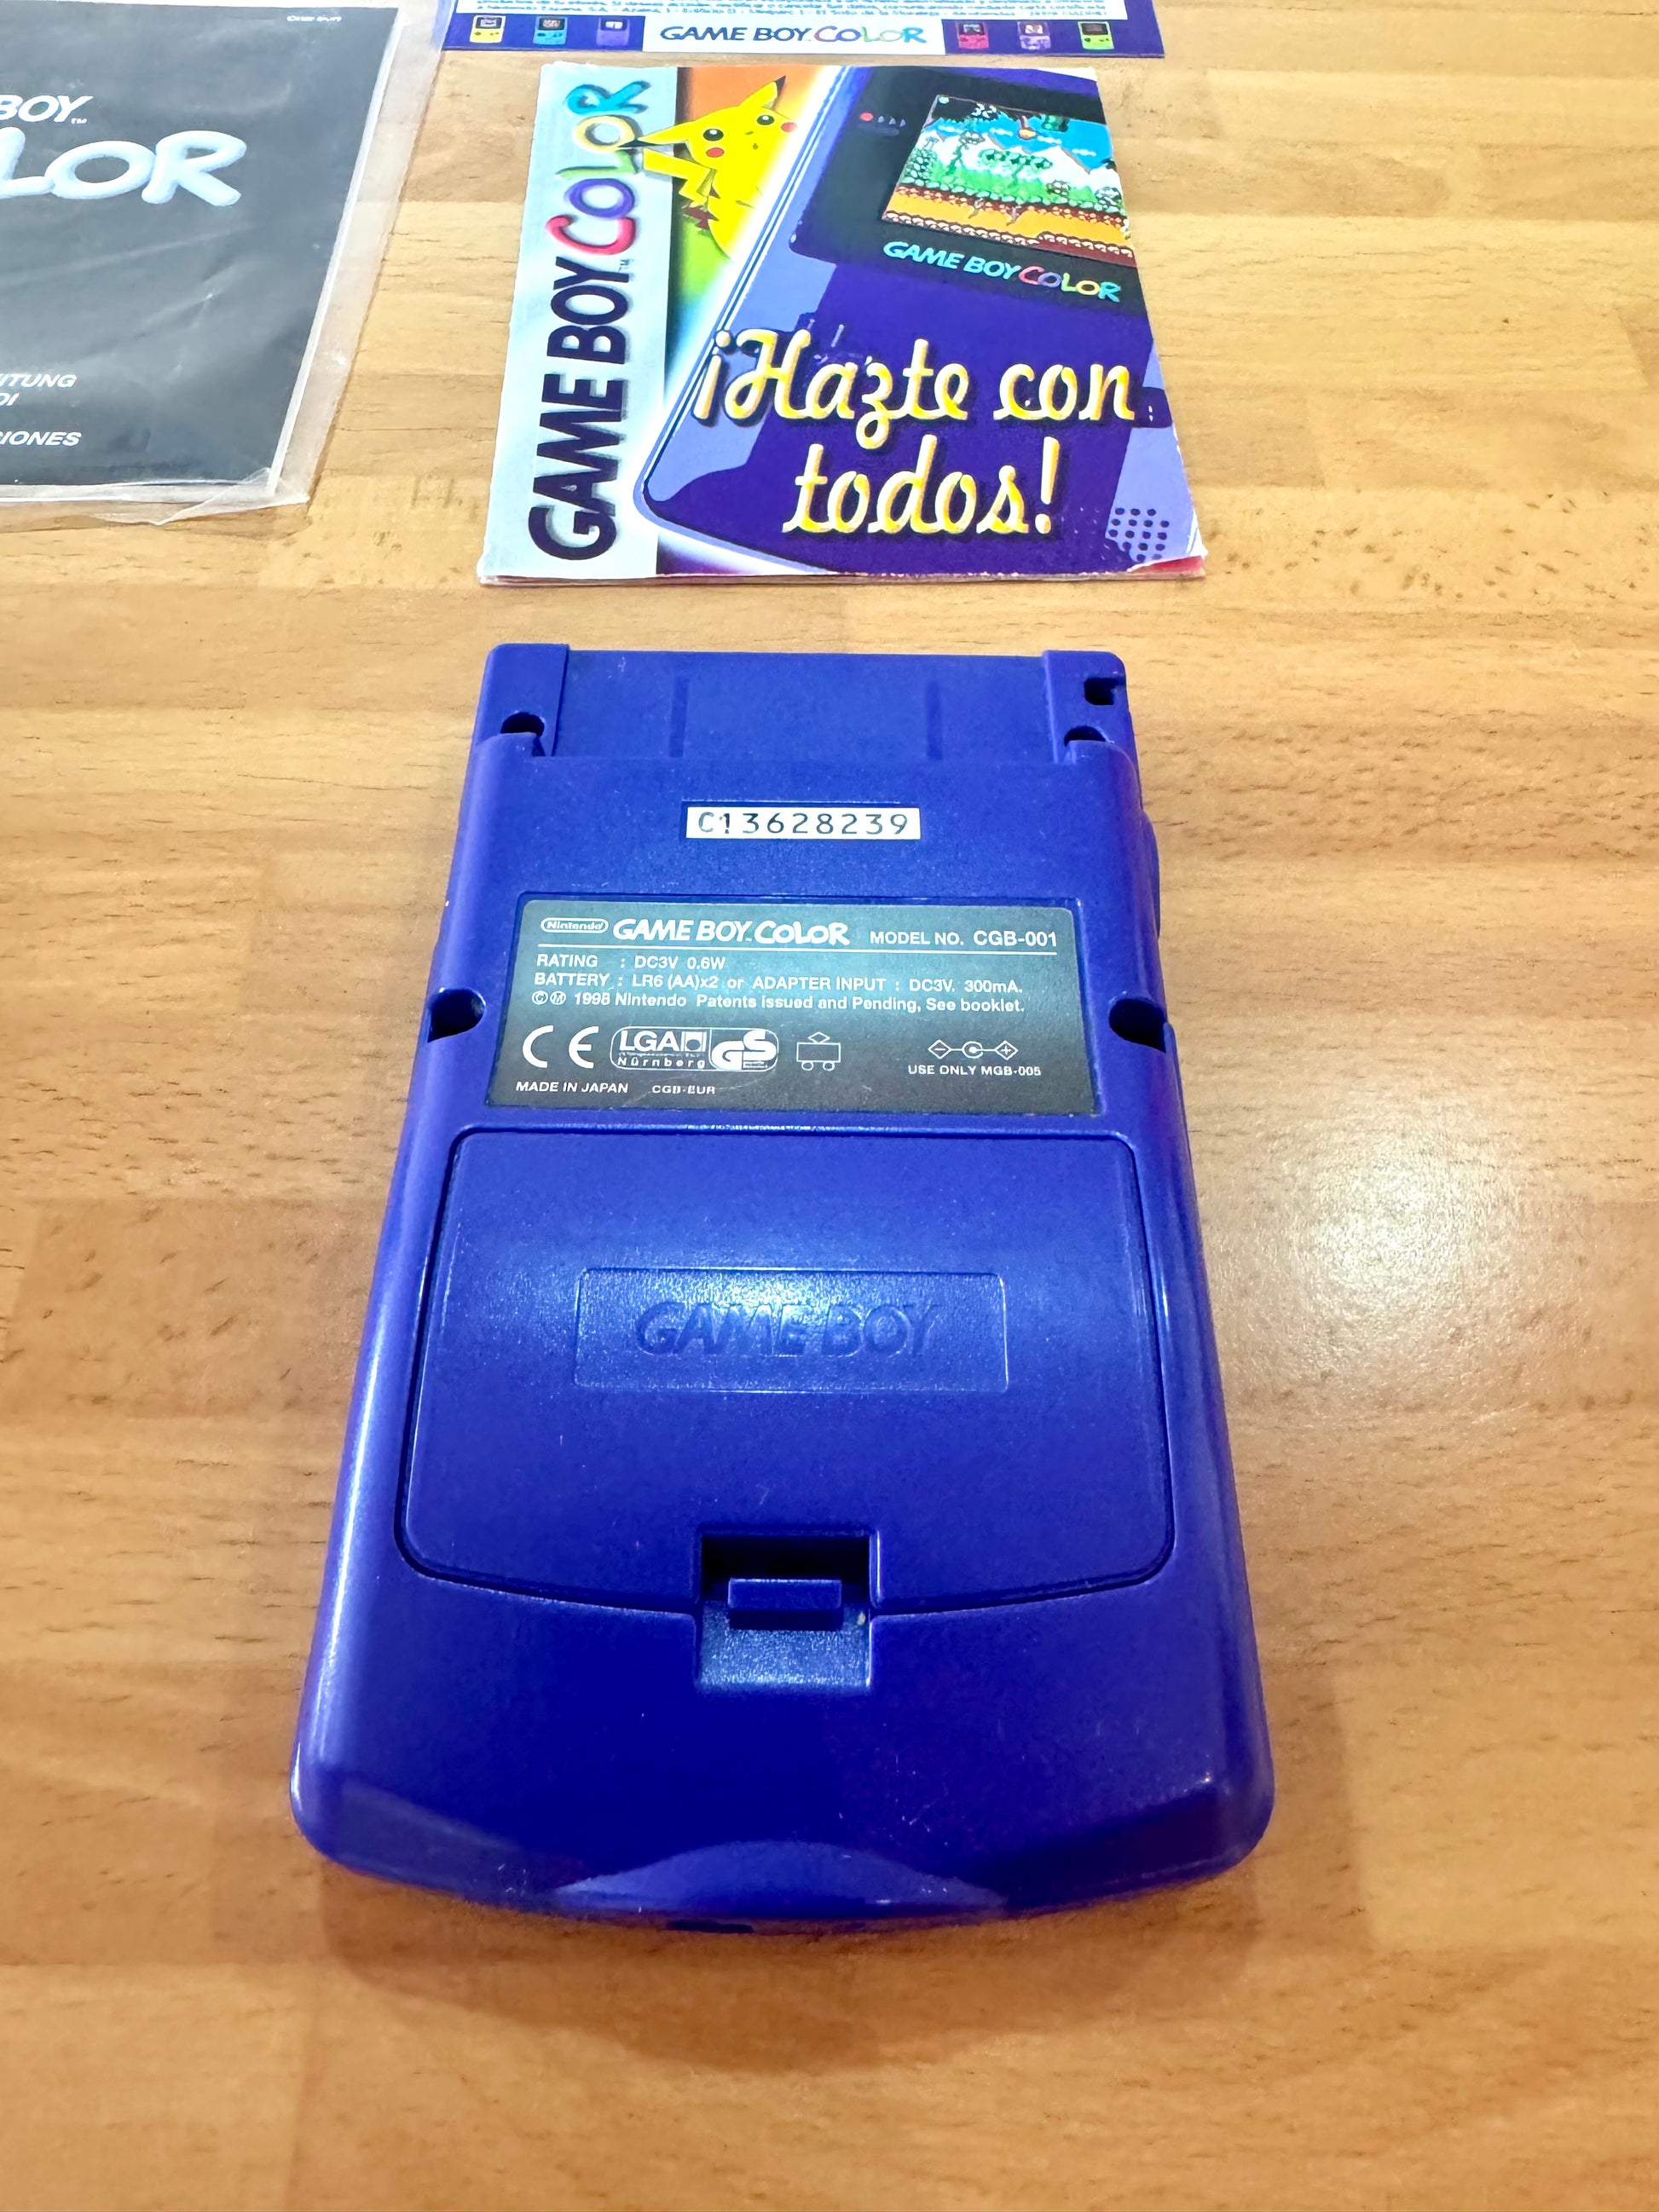 GAME BOY COLOR
BOY™
LOR
ITUNG
DI
IONES
GAME BOY COLOR™
GAME BOY COLOR
¡Hazte con
todos!
C13628239
Nintendo GAME BOY COLOR MODEL NO. CGB-001
RATING : DC3V 0.6W
BATTERY : LR6 (AA)x2 or ADAPTER INPUT : DC3V. 300mA.
©Ⓜ 1998 Nintendo Patents issued and Pending, See booklet.
CE LGA Nürnberg GS
USE ONLY MGB-005
MADE IN JAPAN CGB-EUR
GAME BOY